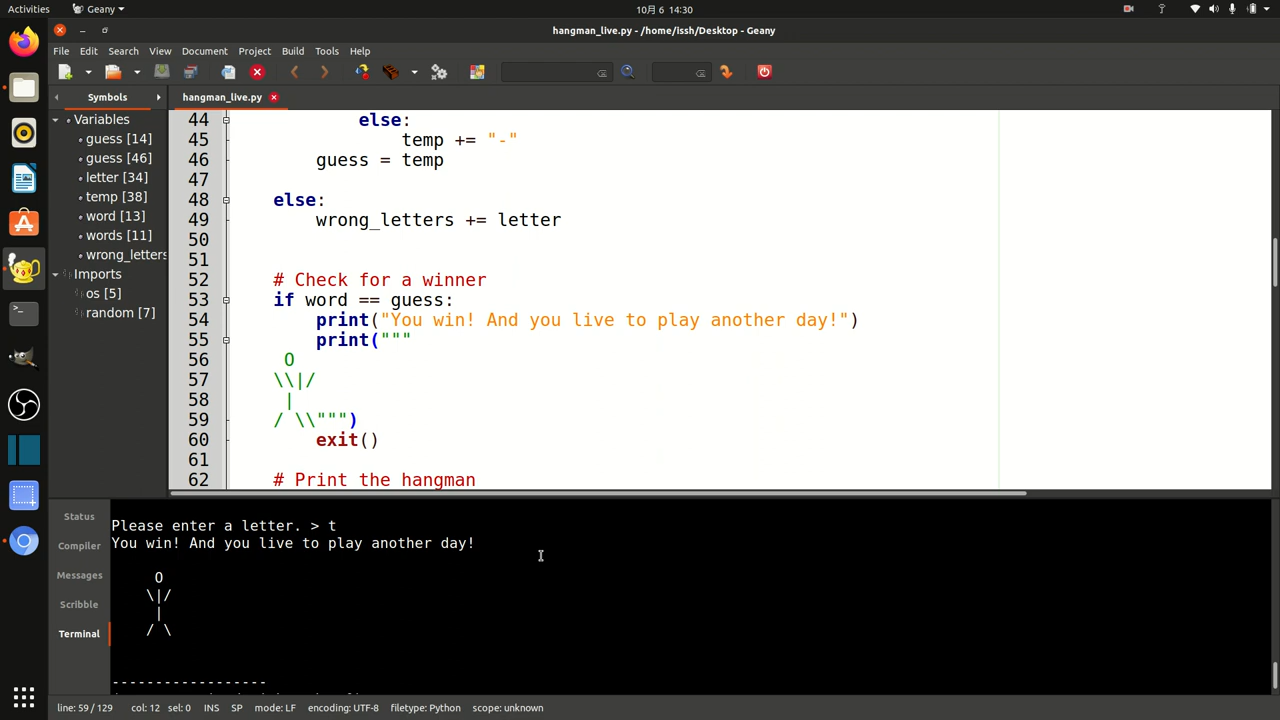 Activities
Geany
10月 6 14:30
hangman_live.py - /home/issh/Desktop - Geany
File Edit Search View Document Project Build Tools Help
Symbols
hangman_live.py
Variables
guess [14]
guess [46]
letter [34]
temp [38]
word [13]
words [11]
wrong_letters
Imports
os [5]
random [7]
44 else:
45 temp += "-"
46 guess = temp
47
48 else:
49 wrong_letters += letter
50
51
52 # Check for a winner
53 if word == guess:
54 print("You win! And you live to play another day!")
55 print("""
56 O
57 \\|/
58 |
59 / \\""")
60 exit()
61
62 # Print the hangman
Status
Compiler
Messages
Scribble
Terminal
Please enter a letter. > t
You win! And you live to play another day!
O
\|/
|
/ \
------------------
line: 59 / 129 col: 12 sel: 0 INS SP mode: LF encoding: UTF-8 filetype: Python scope: unknown